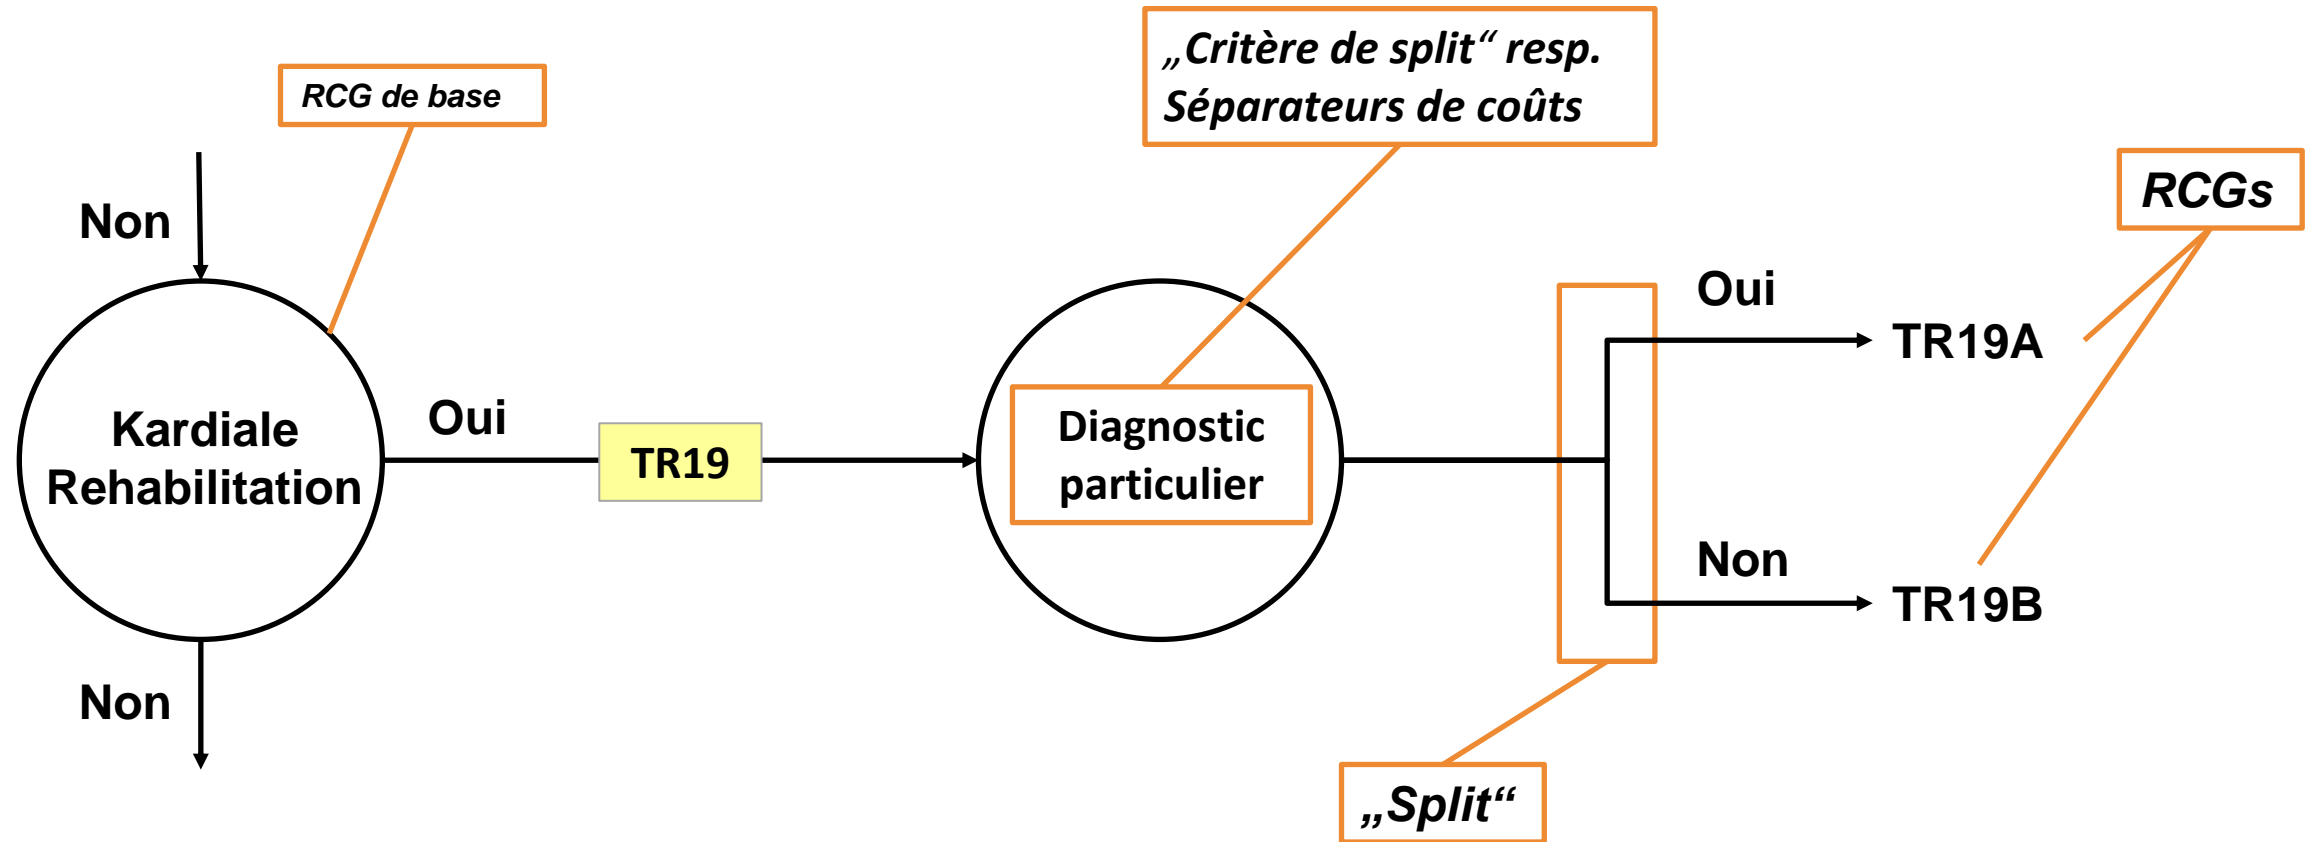 „Critère de split“ resp.
Séparateurs de coûts
RCG de base
RCGs
Non
Oui
Kardiale
Rehabilitation
Oui
TR19
Diagnostic
particulier
TR19A
Non
TR19B
Non
„Split“